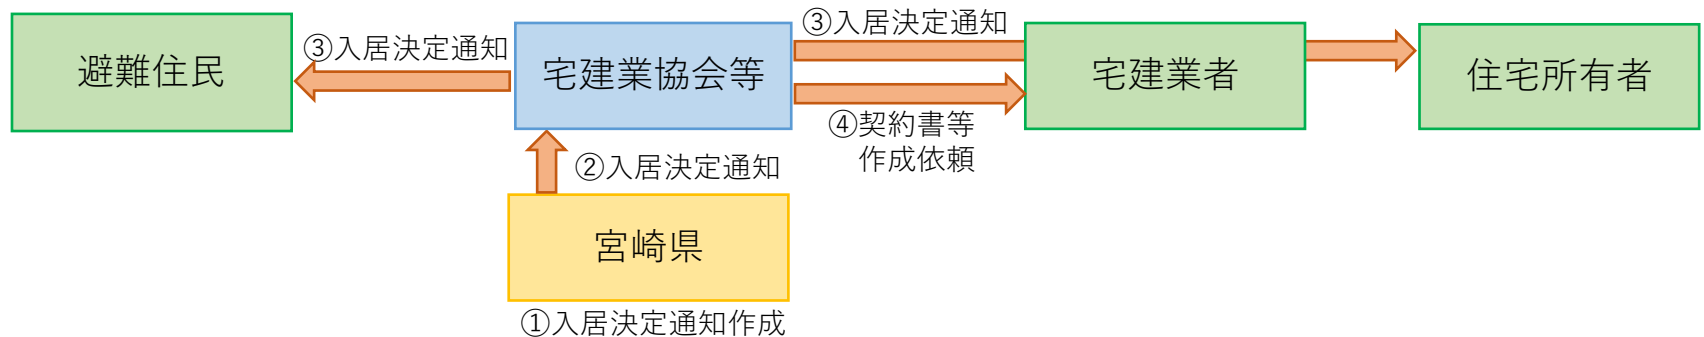 避難住民
③入居決定通知
宅建業協会等
③入居決定通知
宅建業者
住宅所有者
④契約書等
作成依頼
②入居決定通知
宮崎県
①入居決定通知作成